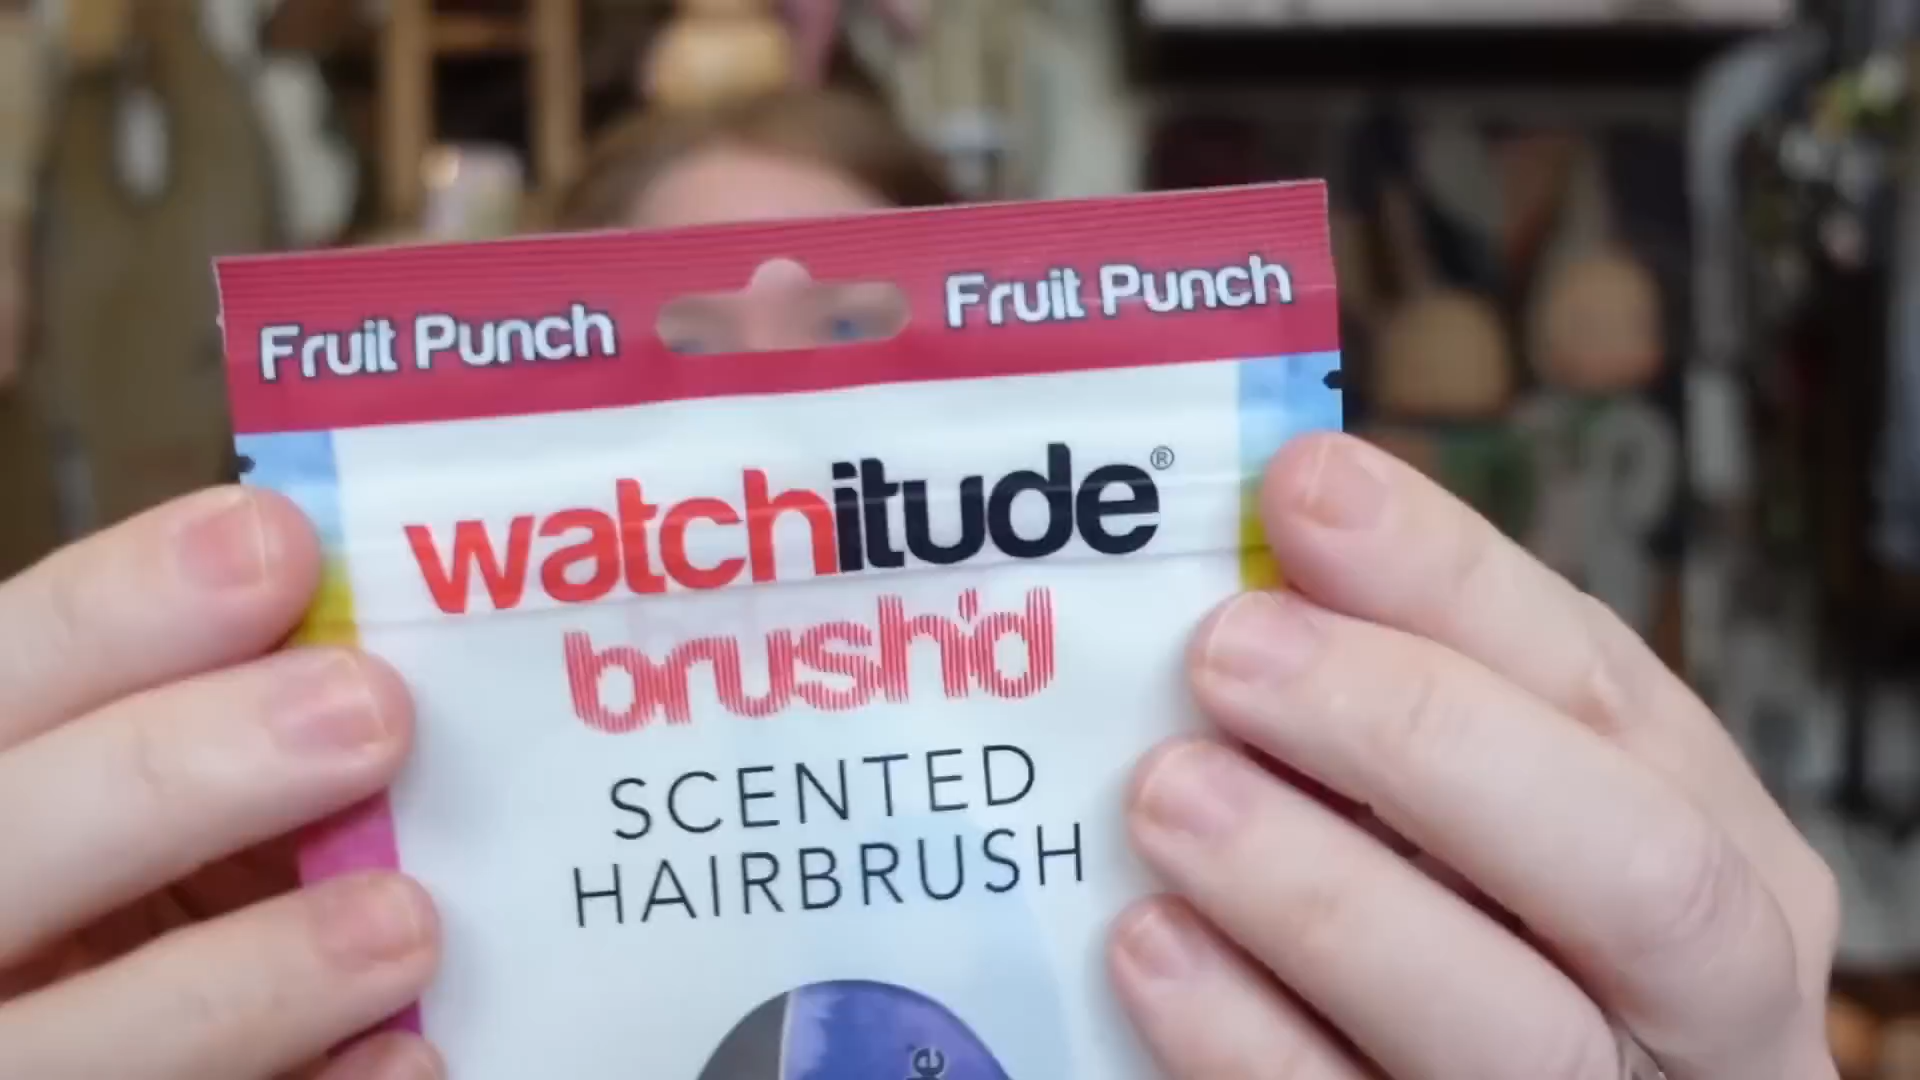 Fruit Punch Fruit Punch
watchitude®
brush'd
SCENTED
HAIRBRUSH